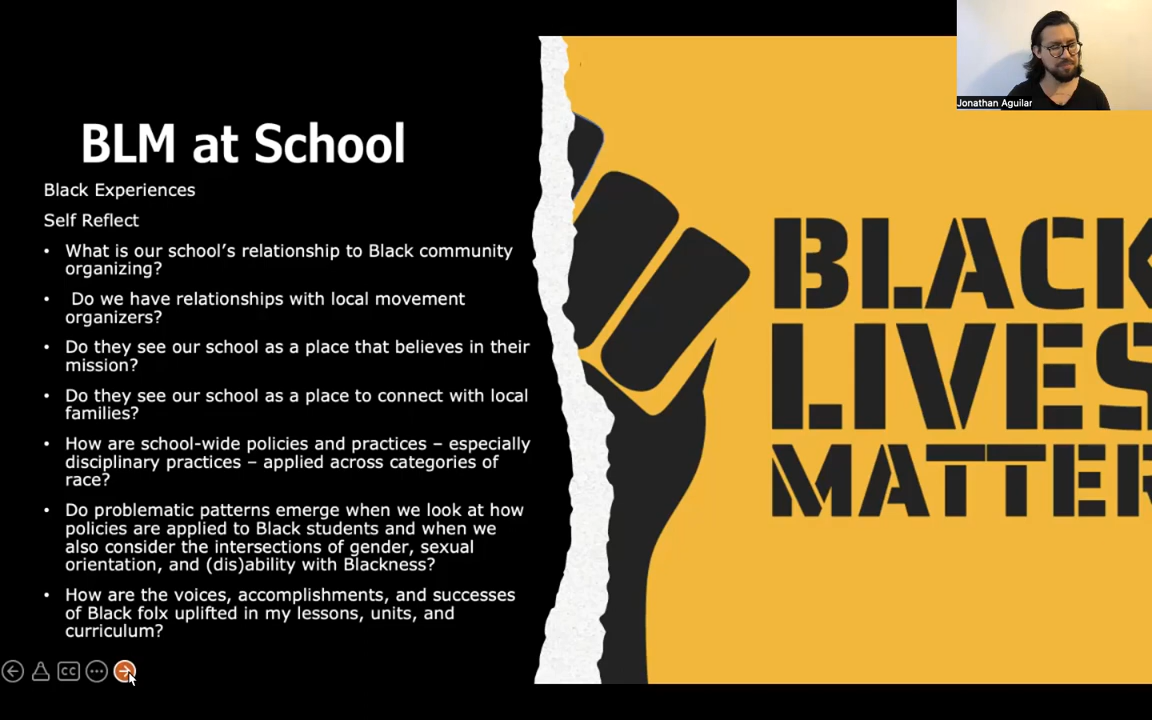 Jonathan Aguilar
BLM at School
Black Experiences
Self Reflect
• What is our school’s relationship to Black community
organizing?
• Do we have relationships with local movement
organizers?
• Do they see our school as a place that believes in their
mission?
• Do they see our school as a place to connect with local
families?
• How are school-wide policies and practices – especially
disciplinary practices – applied across categories of
race?
• Do problematic patterns emerge when we look at how
policies are applied to Black students and when we
also consider the intersections of gender, sexual
orientation, and (dis)ability with Blackness?
• How are the voices, accomplishments, and successes
of Black folx uplifted in my lessons, units, and
curriculum?
BLACK
LIVES
MATTER
CC